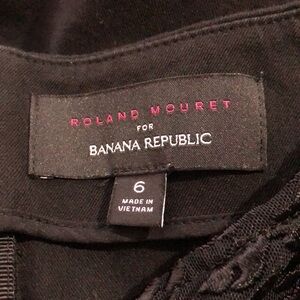 ROLAND MOURET
FOR
BANANA REPUBLIC
6
MADE IN
VIETNAM